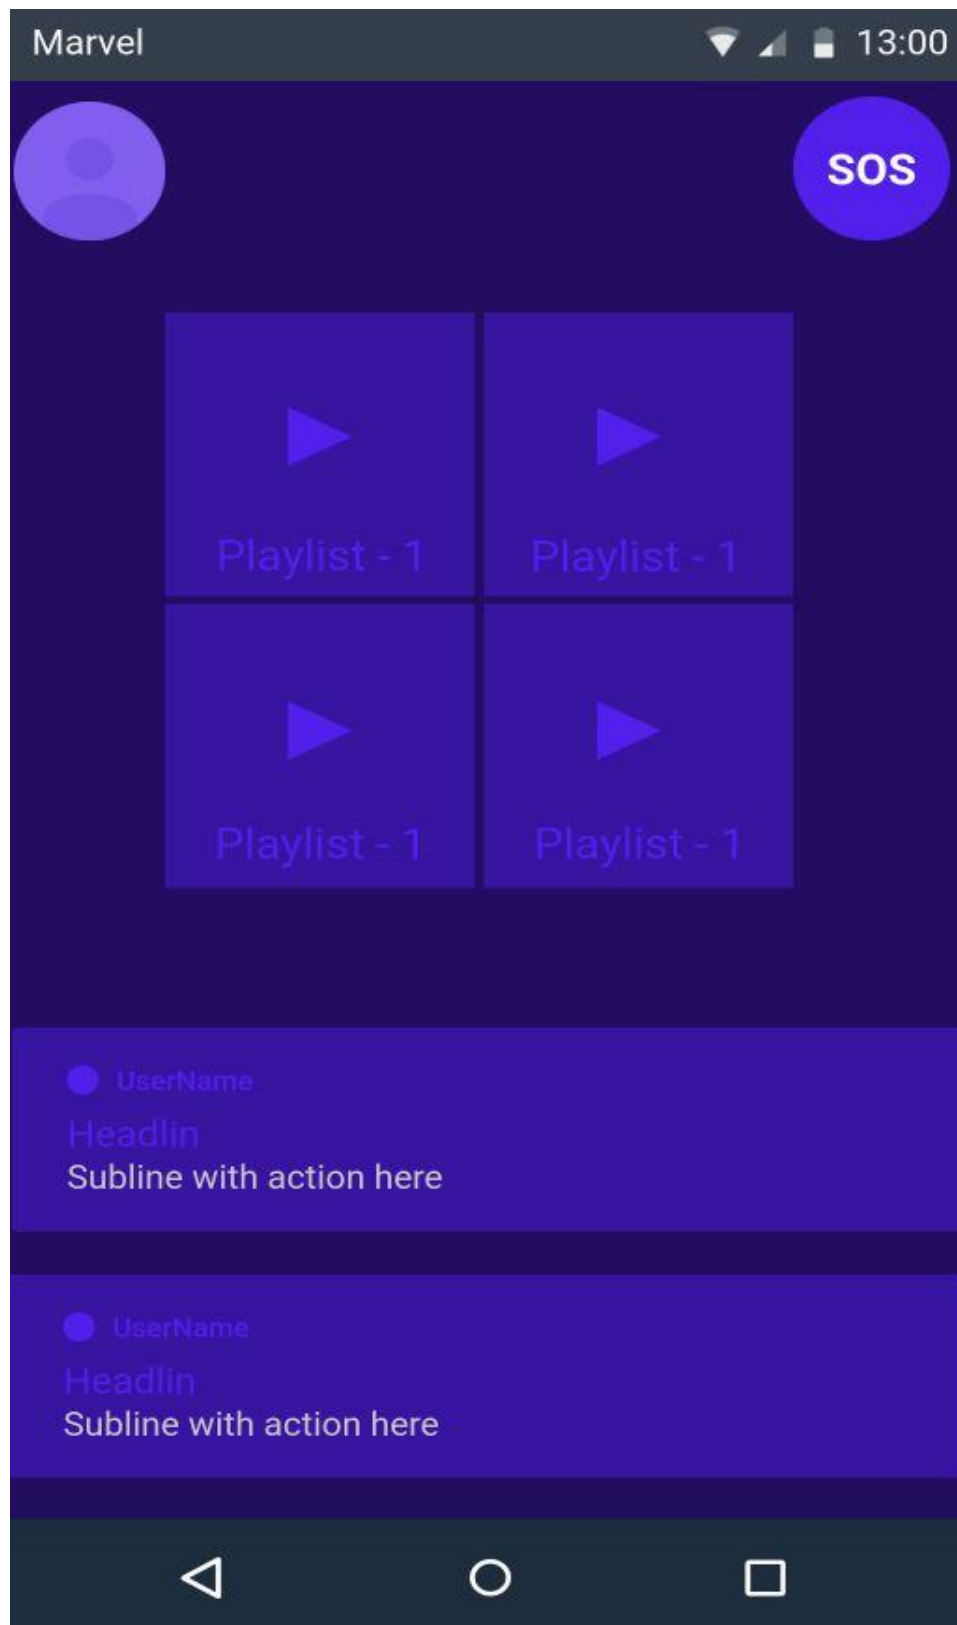 Marvel 13:00
SOS
Playlist - 1 Playlist - 1
Playlist - 1 Playlist - 1
UserName
Headlin
Subline with action here
UserName
Headlin
Subline with action here